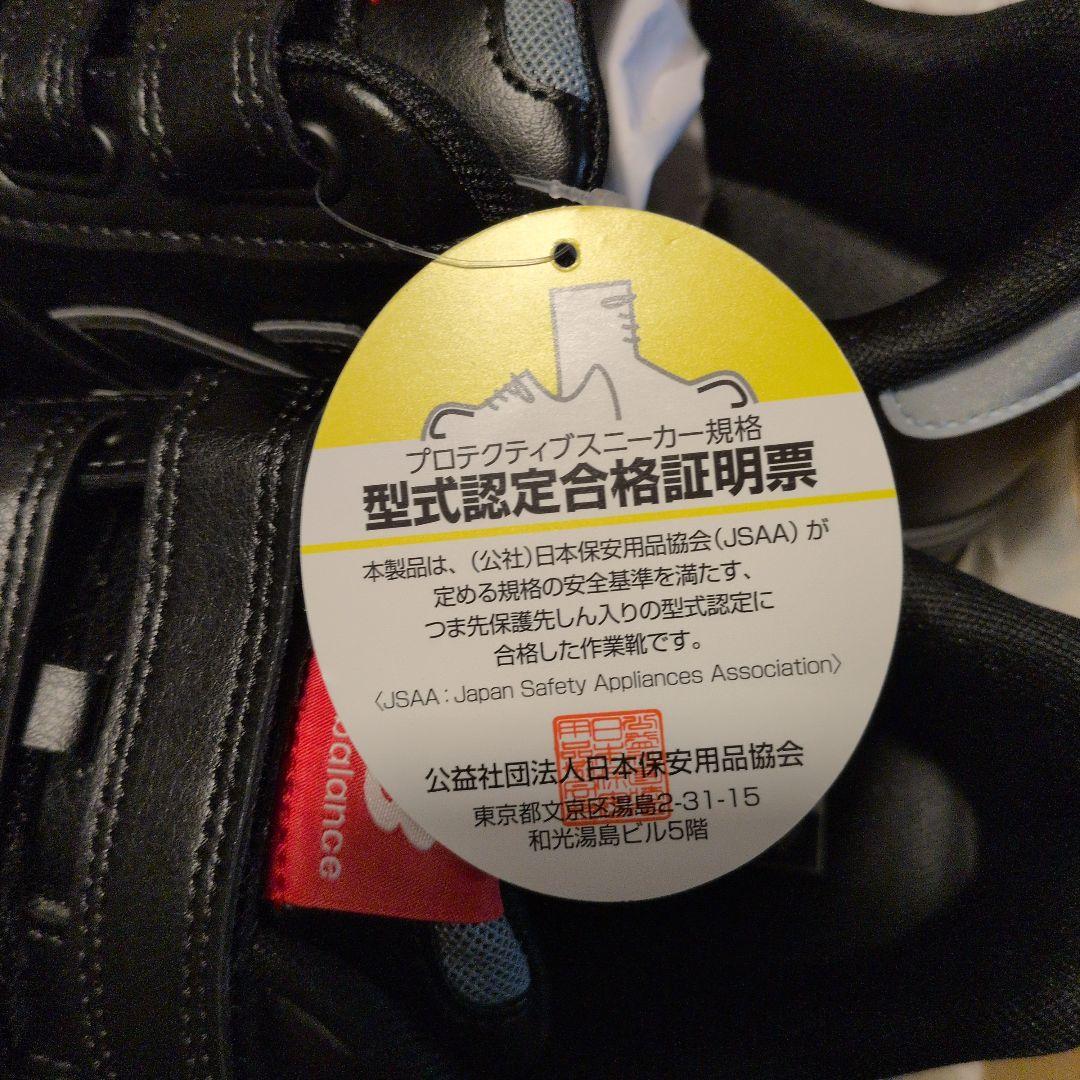 プロテクティブスニーカー規格
型式認定合格証明票
本製品は、(公社)日本保安用品協会(JSAA)が
定める規格の安全基準を満たす、
つま先保護先しん入りの型式認定に
合格した作業靴です。
〈JSAA : Japan Safety Appliances Association〉
公益社団法人日本保安用品協会
東京都文京区湯島2-31-15
和光湯島ビル5階
balance